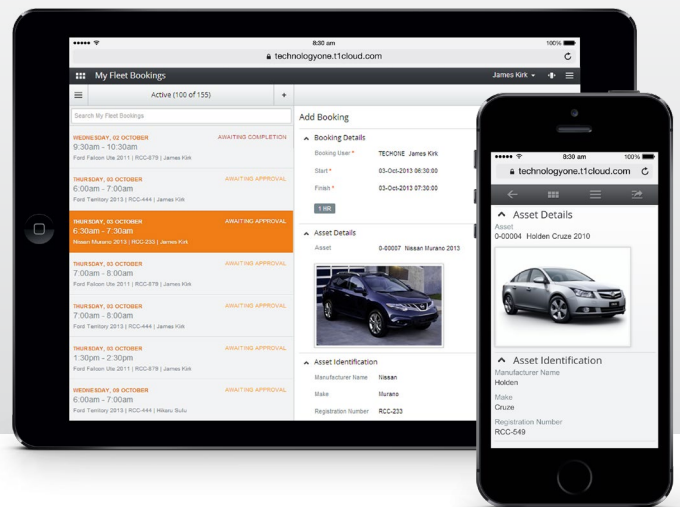 8:30 am
100%
technologyone.t1cloud.com
My Fleet Bookings
James Kirk
Active (100 of 155)
+
Search My Fleet Bookings
WEDNESDAY, 02 OCTOBER
AWAITING COMPLETION
9:30am - 10:30am
Ford Falcon Ute 2011 | RCC-679 | James Kirk
THURSDAY, 03 OCTOBER
AWAITING APPROVAL
6:00am - 7:00am
Ford Territory 2013 | RCC-444 | James Kirk
THURSDAY, 03 OCTOBER
AWAITING APPROVAL
6:30am - 7:30am
Nissan Murano 2013 | RCC-233 | James Kirk
THURSDAY, 03 OCTOBER
AWAITING APPROVAL
7:00am - 8:00am
Ford Falcon Ute 2011 | RCC-679 | James Kirk
THURSDAY, 03 OCTOBER
AWAITING APPROVAL
7:00am - 8:00am
Ford Territory 2013 | RCC-444 | James Kirk
THURSDAY, 03 OCTOBER
AWAITING APPROVAL
1:30pm - 2:30pm
Ford Falcon Ute 2011 | RCC-679 | James Kirk
WEDNESDAY, 09 OCTOBER
AWAITING APPROVAL
6:00am - 7:00am
Ford Territory 2013 | RCC-444 | Hikaru Sulu
Add Booking
Booking Details
Booking User * TECHONE James Kirk
Start * 03-Oct-2013 06:30:00
Finish * 03-Oct-2013 07:30:00
1 HR
Asset Details
Asset 0-00007 Nissan Murano 2013
Asset Identification
Manufacturer Name Nissan
Make Murano
Registration Number RCC-233
8:30 am
100%
technologyone.t1cloud.com
Asset Details
Asset
0-00004 Holden Cruze 2010
Asset Identification
Manufacturer Name
Holden
Make
Cruze
Registration Number
RCC-549